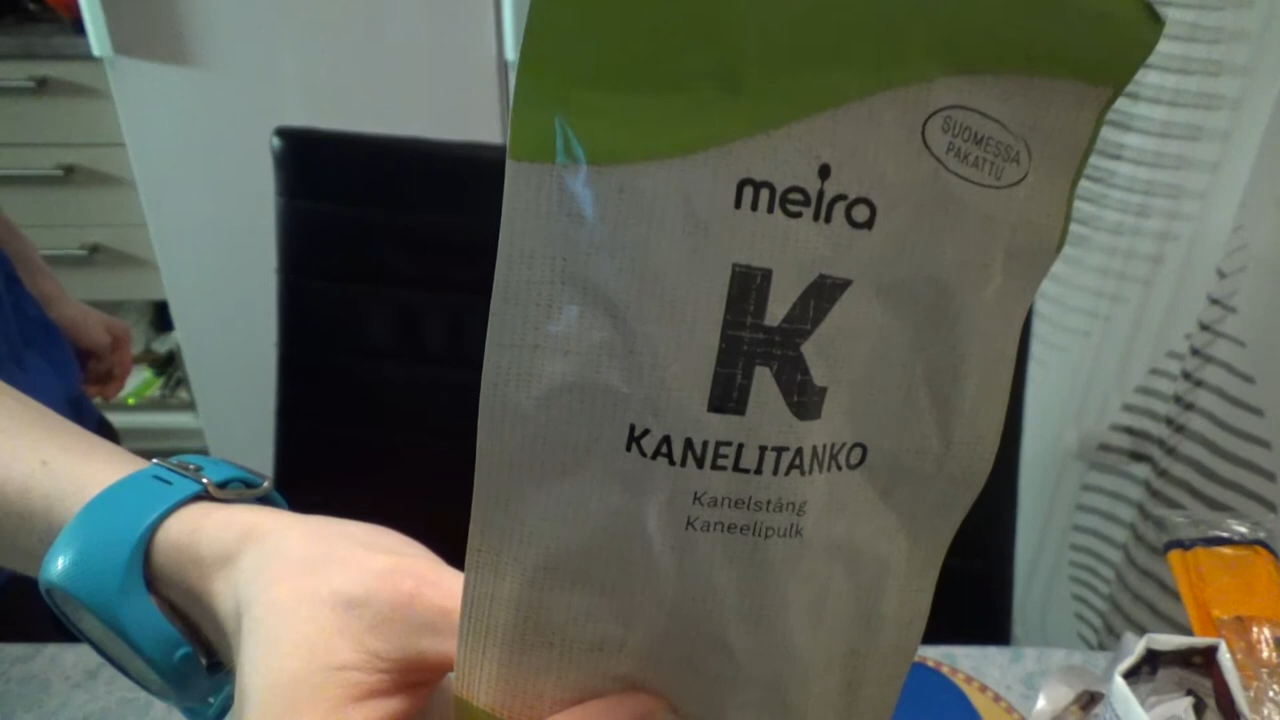 SUOMESSA
PAKATTU
meira
K
KANELITANKO
Kanelstång
Kaneelipulk